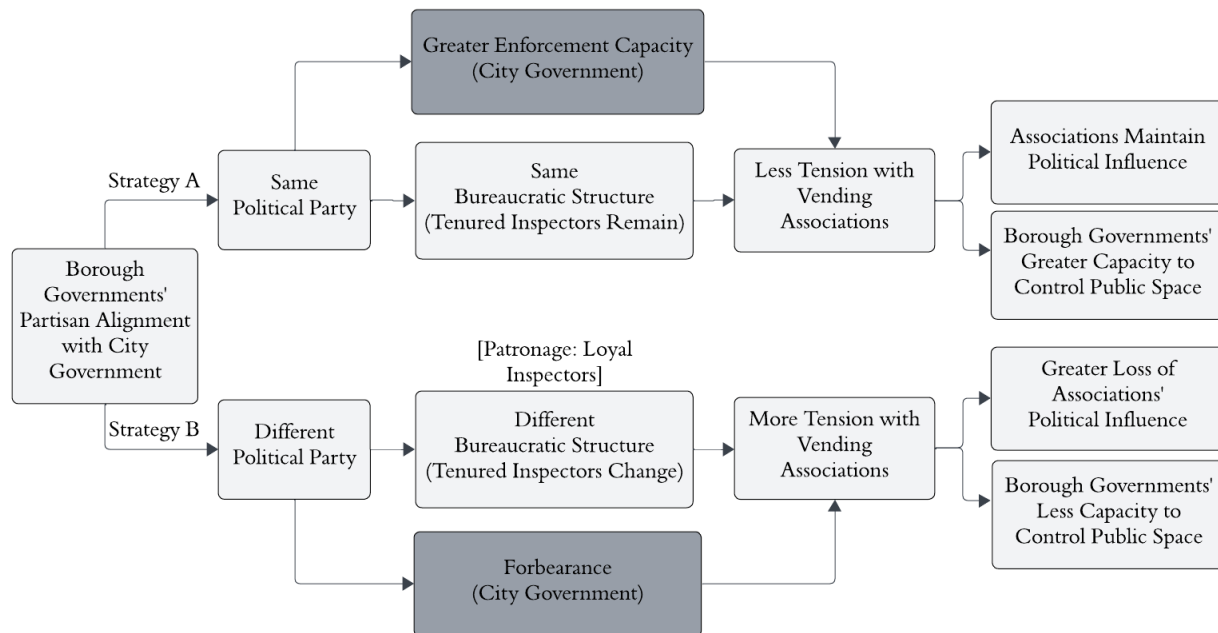 Greater Enforcement Capacity
(City Government)
Strategy A
Same
Political Party
Same
Bureaucratic Structure
(Tenured Inspectors Remain)
Less Tension with
Vending
Associations
Associations Maintain
Political Influence
Borough Governments'
Greater Capacity to
Control Public Space
Borough
Governments'
Partisan Alignment
with City
Government
Strategy B
Different
Political Party
[Patronage: Loyal
Inspectors]
Different
Bureaucratic Structure
(Tenured Inspectors Change)
More Tension with
Vending
Associations
Greater Loss of
Associations'
Political Influence
Borough Governments'
Less Capacity to
Control Public Space
Forbearance
(City Government)